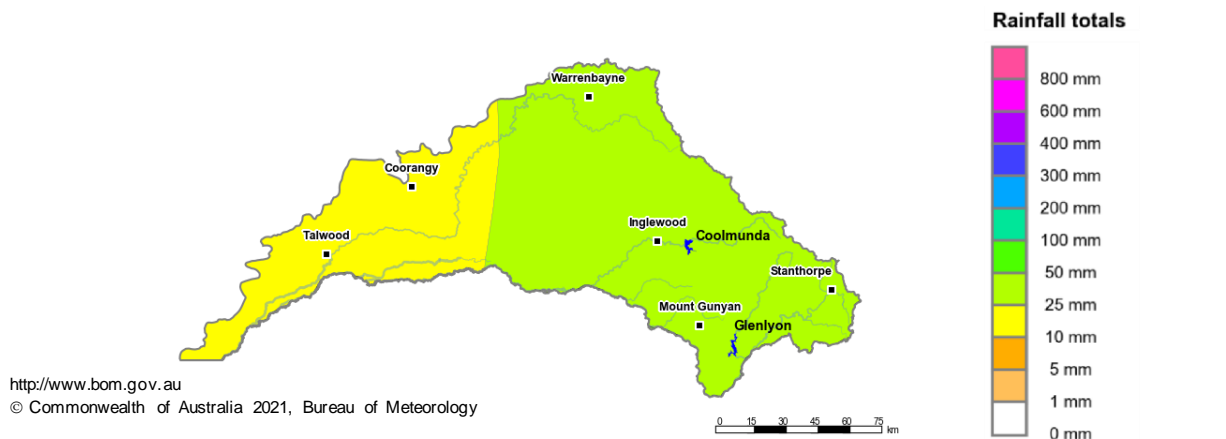 Rainfall totals
Warrenbayne
800 mm
600 mm
400 mm
Coorangy
300 mm
200 mm
Inglewood
Talwood
Coolmunda
100 mm
Stanthorpe
50 mm
Mount Gunyan
25 mm
Glenlyon
10 mm
5 mm
1 mm
0 mm
http://www.bom.gov.au
© Commonwealth of Australia 2021, Bureau of Meteorology
0 15 30 45 60 75
km